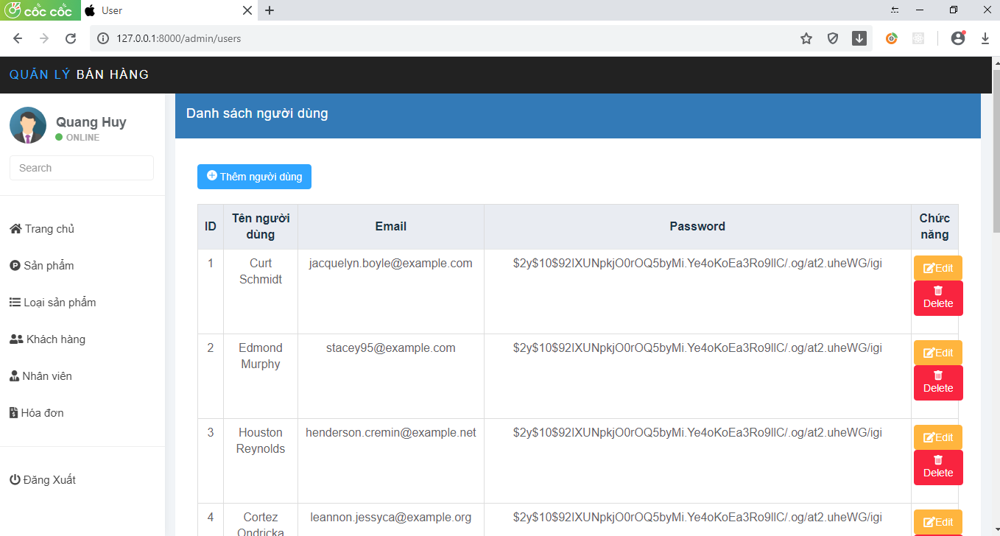 cốc cốc
User
127.0.0.1:8000/admin/users
QUẢN LÝ BÁN HÀNG
Quang Huy
ONLINE
Search
Trang chủ
Sản phẩm
Loại sản phẩm
Khách hàng
Nhân viên
Hóa đơn
Đăng Xuất
Danh sách người dùng
Thêm người dùng
ID Tên người dùng Email Password Chức năng
1 Curt Schmidt jacquelyn.boyle@example.com $2y$10$92IXUNpkjO0rOQ5byMi.Ye4oKoEa3Ro9llC/.og/at2.uheWG/igi Edit
Delete
2 Edmond Murphy stacey95@example.com $2y$10$92IXUNpkjO0rOQ5byMi.Ye4oKoEa3Ro9llC/.og/at2.uheWG/igi Edit
Delete
3 Houston Reynolds henderson.cremin@example.net $2y$10$92IXUNpkjO0rOQ5byMi.Ye4oKoEa3Ro9llC/.og/at2.uheWG/igi Edit
Delete
4 Cortez Ondricka leannon.jessyca@example.org $2y$10$92IXUNpkjO0rOQ5byMi.Ye4oKoEa3Ro9llC/.og/at2.uheWG/igi Edit